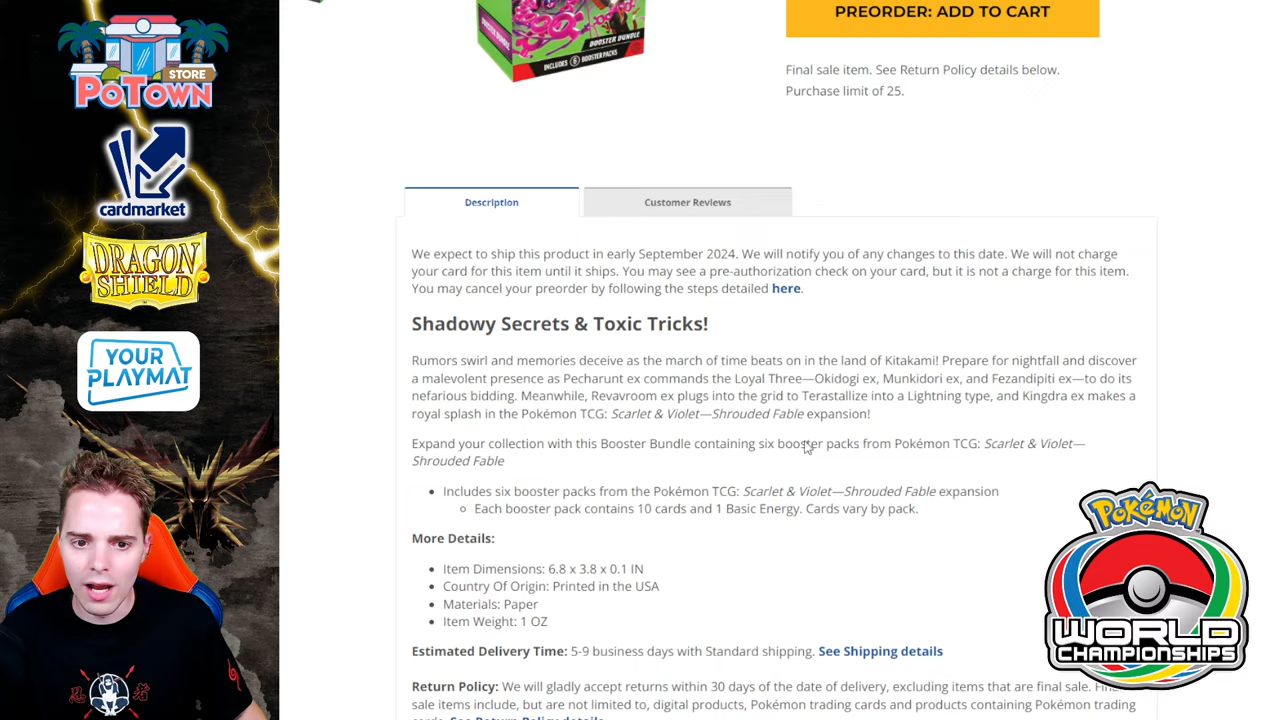 STORE
PoTown
cardmarket
DRAGON
SHIELD
YOUR
PLAYMAT
BOOSTER BUNDLE
BOOSTER BUNDLE
INCLUDES 6 BOOSTER PACKS
PREORDER: ADD TO CART
Final sale item. See Return Policy details below.
Purchase limit of 25.
Description
Customer Reviews
We expect to ship this product in early September 2024. We will notify you of any changes to this date. We will not charge
your card for this item until it ships. You may see a pre-authorization check on your card, but it is not a charge for this item.
You may cancel your preorder by following the steps detailed here.
Shadowy Secrets & Toxic Tricks!
Rumors swirl and memories deceive as the march of time beats on in the land of Kitakami! Prepare for nightfall and discover
a malevolent presence as Pecharunt ex commands the Loyal Three—Okidogi ex, Munkidori ex, and Fezandipiti ex—to do its
nefarious bidding. Meanwhile, Revavroom ex plugs into the grid to Terastallize into a Lightning type, and Kingdra ex makes a
royal splash in the Pokémon TCG: Scarlet & Violet—Shrouded Fable expansion!
Expand your collection with this Booster Bundle containing six booster packs from Pokémon TCG: Scarlet & Violet—
Shrouded Fable
Includes six booster packs from the Pokémon TCG: Scarlet & Violet—Shrouded Fable expansion
Each booster pack contains 10 cards and 1 Basic Energy. Cards vary by pack.
More Details:
Item Dimensions: 6.8 x 3.8 x 0.1 IN
Country Of Origin: Printed in the USA
Materials: Paper
Item Weight: 1 OZ
Estimated Delivery Time: 5-9 business days with Standard shipping. See Shipping details
Return Policy: We will gladly accept returns within 30 days of the date of delivery, excluding items that are final sale. Final
sale items include, but are not limited to, digital products, Pokémon trading cards and products containing Pokémon trading
cards. See Return Policy details
Pokémon
WORLD
CHAMPIONSHIPS